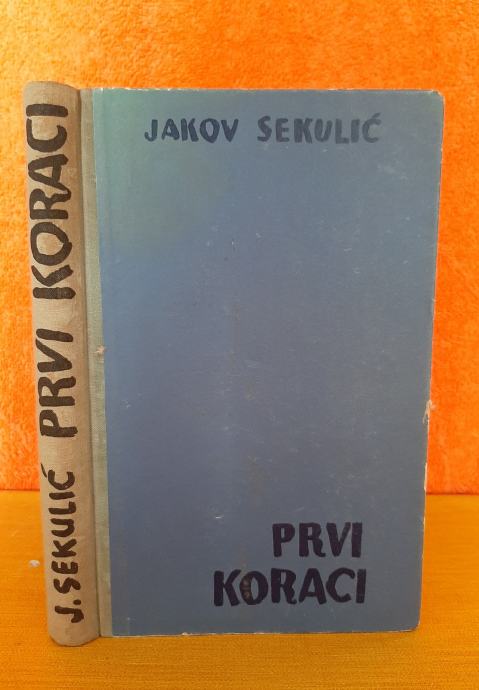 JAKOV SEKULIĆ
PRVI
KORACI
J. SEKULIĆ PRVI KORACI